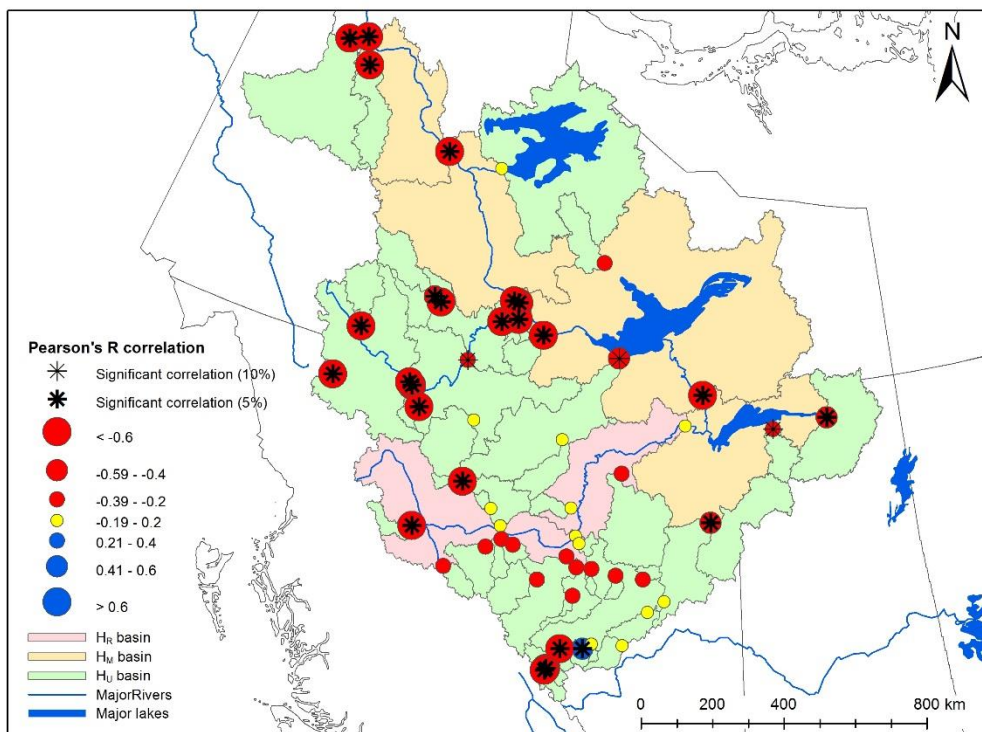 N
Pearson's R correlation
Significant correlation (10%)
Significant correlation (5%)
< -0.6
-0.59 - -0.4
-0.39 - -0.2
-0.19 - 0.2
0.21 - 0.4
0.41 - 0.6
> 0.6
HR basin
HM basin
HU basin
MajorRivers
Major lakes
0 200 400 600 800 km